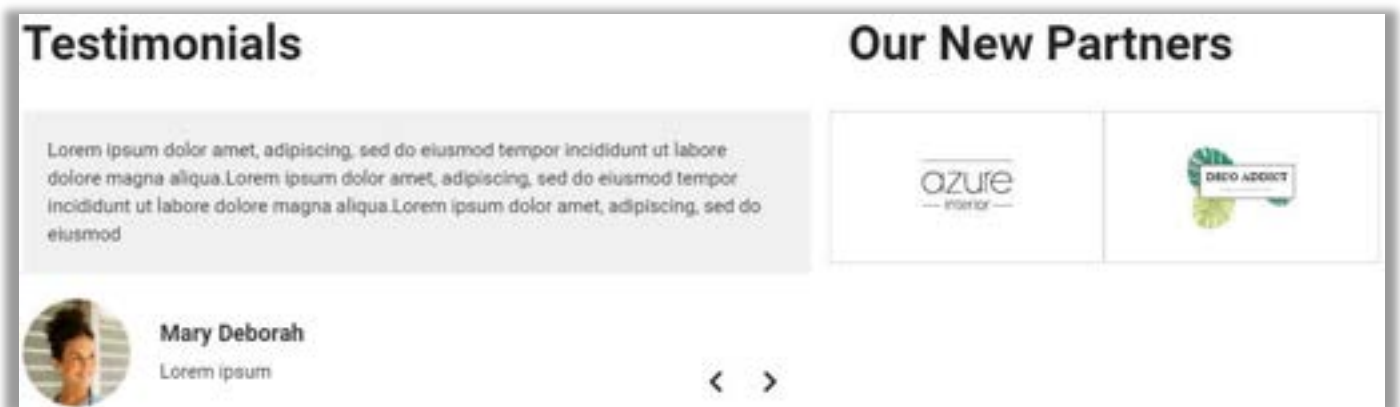 Testimonials
Lorem ipsum dolor amet, adipiscing, sed do eiusmod tempor incididunt ut labore
dolore magna aliqua.Lorem ipsum dolor amet, adipiscing, sed do eiusmod tempor
incididunt ut labore dolore magna aliqua.Lorem ipsum dolor amet, adipiscing, sed do
eiusmod
Mary Deborah
Lorem ipsum
Our New Partners
azure
interior
DECO ADDICT